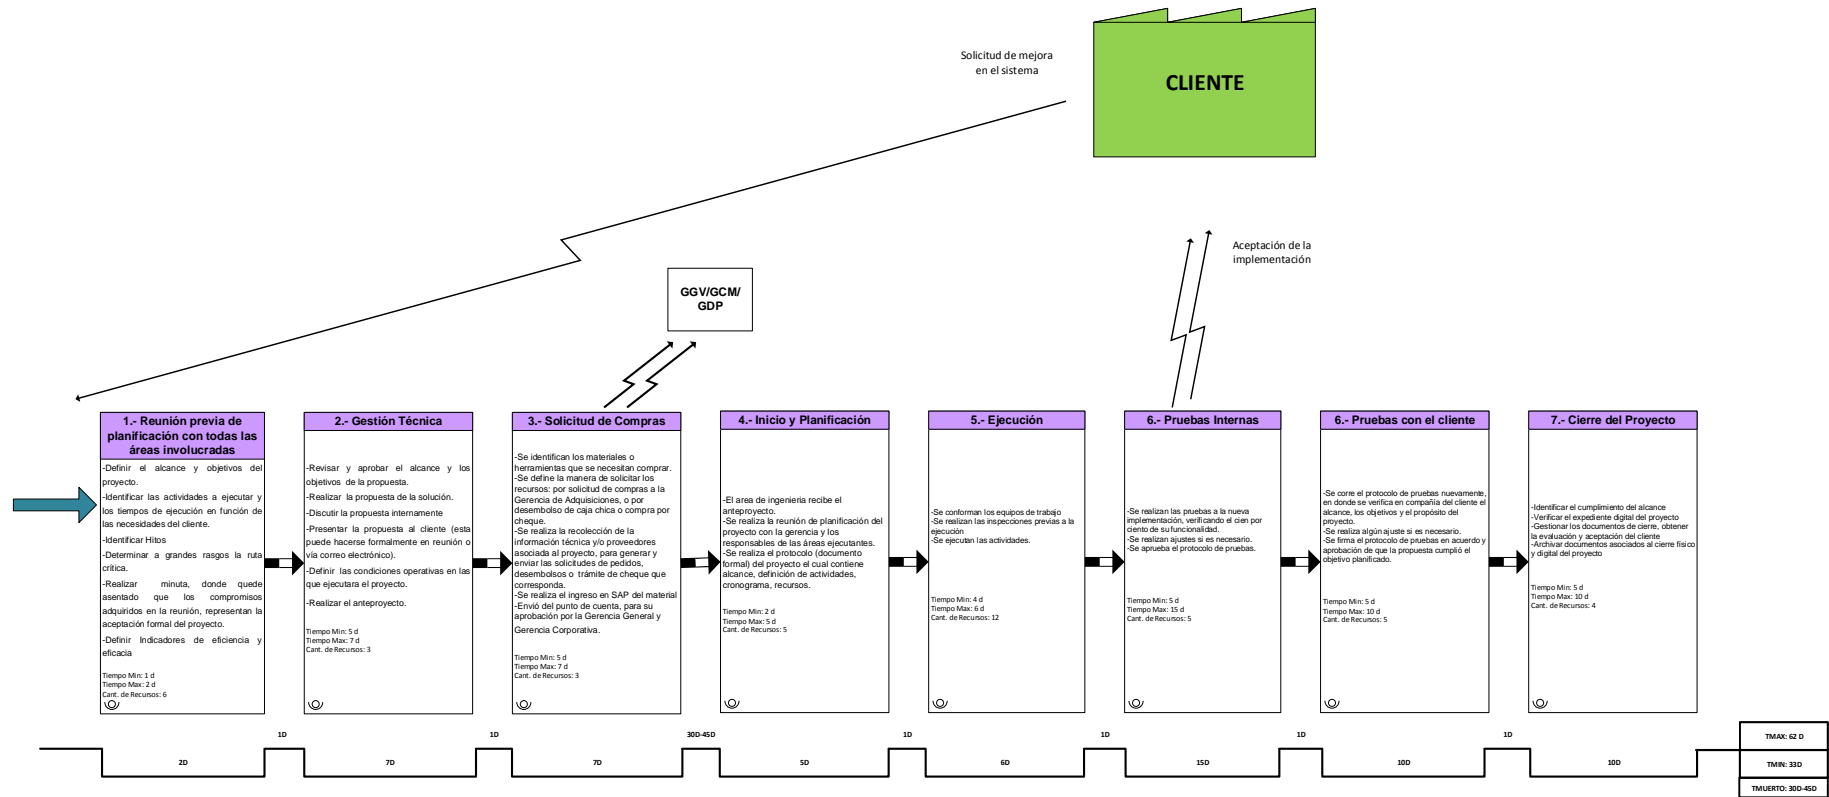 Solicitud de mejora
en el sistema
CLIENTE
Aceptación de la
implementación
GGV/GCM/
GDP
1.- Reunión previa de
planificación con todas las
áreas involucradas
-Definir el alcance y objetivos del
proyecto.
-Identificar las actividades a ejecutar y
los tiempos de ejecución en función de
las necesidades del cliente.
-Identificar Hitos
-Determinar a grandes rasgos la ruta
crítica.
-Realizar minuta, donde quede
asentado que los compromisos
adquiridos en la reunión, representan la
aceptación formal del proyecto.
-Definir Indicadores de eficiencia y
eficacia
Tiempo Min: 1 d
Tiempo Max: 2 d
Cant. de Recursos: 6
2.- Gestión Técnica
-Revisar y aprobar el alcance y los
objetivos de la propuesta.
-Realizar la propuesta de la solución.
-Discutir la propuesta internamente
-Presentar la propuesta al cliente (esta
puede hacerse formalmente en reunión o
vía correo electrónico).
-Definir las condiciones operativas en las
que ejecutara el proyecto.
-Realizar el anteproyecto.
Tiempo Min: 5 d
Tiempo Max: 7 d
Cant. de Recursos: 3
3.- Solicitud de Compras
-Se identifican los materiales o
herramientas que se necesitan comprar.
-Se define la manera de solicitar los
recursos: por solicitud de compras a la
Gerencia de Adquisiciones, o por
desembolso de caja chica o compra por
cheque.
-Se realiza la recolección de la
información técnica y/o proveedores
asociada al proyecto, para generar y
enviar las solicitudes de pedidos,
desembolsos o trámite de cheque que
corresponda.
-Se realiza el ingreso en SAP del material
-Envió del punto de cuenta, para su
aprobación por la Gerencia General y
Gerencia Corporativa.
Tiempo Min: 5 d
Tiempo Max: 7 d
Cant. de Recursos: 3
4.- Inicio y Planificación
-El area de ingenieria recibe el
anteproyecto.
-Se realiza la reunión de planificación del
proyecto con la gerencia y los
responsables de las áreas ejecutantes.
-Se realiza el protocolo (documento
formal) del proyecto el cual contiene
alcance, definición de actividades,
cronograma, recursos.
Tiempo Min: 2 d
Tiempo Max: 5 d
Cant. de Recursos: 5
5.- Ejecución
-Se conforman los equipos de trabajo
-Se realizan las inspecciones previas a la
ejecución
-Se ejecutan las actividades.
Tiempo Min: 4 d
Tiempo Max: 6 d
Cant. de Recursos: 12
6.- Pruebas Internas
-Se realizan las pruebas a la nueva
implementación, verificando el cien por
ciento de su funcionalidad.
-Se realizan ajustes si es necesario.
-Se aprueba el protocolo de pruebas.
Tiempo Min: 5 d
Tiempo Max: 15 d
Cant. de Recursos: 5
6.- Pruebas con el cliente
-Se corre el protocolo de pruebas nuevamente,
en donde se verifica en compañía del cliente el
alcance, los objetivos y el propósito del
proyecto.
-Se realiza algún ajuste si es necesario.
-Se firma el protocolo de pruebas en acuerdo y
aprobación de que la propuesta cumplió el
objetivo planificado.
Tiempo Min: 5 d
Tiempo Max: 10 d
Cant. de Recursos: 5
7.- Cierre del Proyecto
-Identificar el cumplimiento del alcance
-Verificar el expediente digital del proyecto
-Gestionar los documentos de cierre, obtener
la evaluación y aceptación del cliente
-Archivar documentos asociados al cierre físico
y digital del proyecto
Tiempo Min: 5 d
Tiempo Max: 10 d
Cant. de Recursos: 4
1D 1D 30D-45D 1D 1D 1D 1D
2D 7D 7D 5D 6D 15D 10D 10D
TMAX: 62 D
TMIN: 33D
TMUERTO: 30D-45D